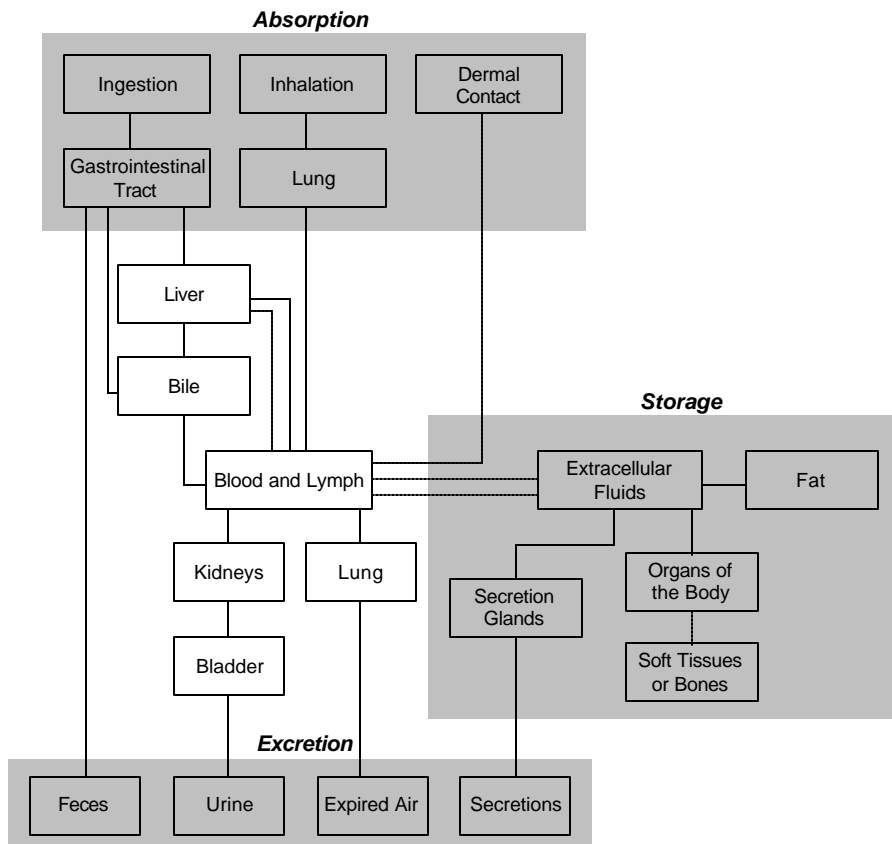 Absorption
Ingestion
Inhalation
Dermal
Contact
Gastrointestinal
Tract
Lung
Liver
Bile
Storage
Blood and Lymph
Extracellular
Fluids
Fat
Kidneys
Lung
Secretion
Glands
Organs of
the Body
Bladder
Soft Tissues
or Bones
Excretion
Feces
Urine
Expired Air
Secretions